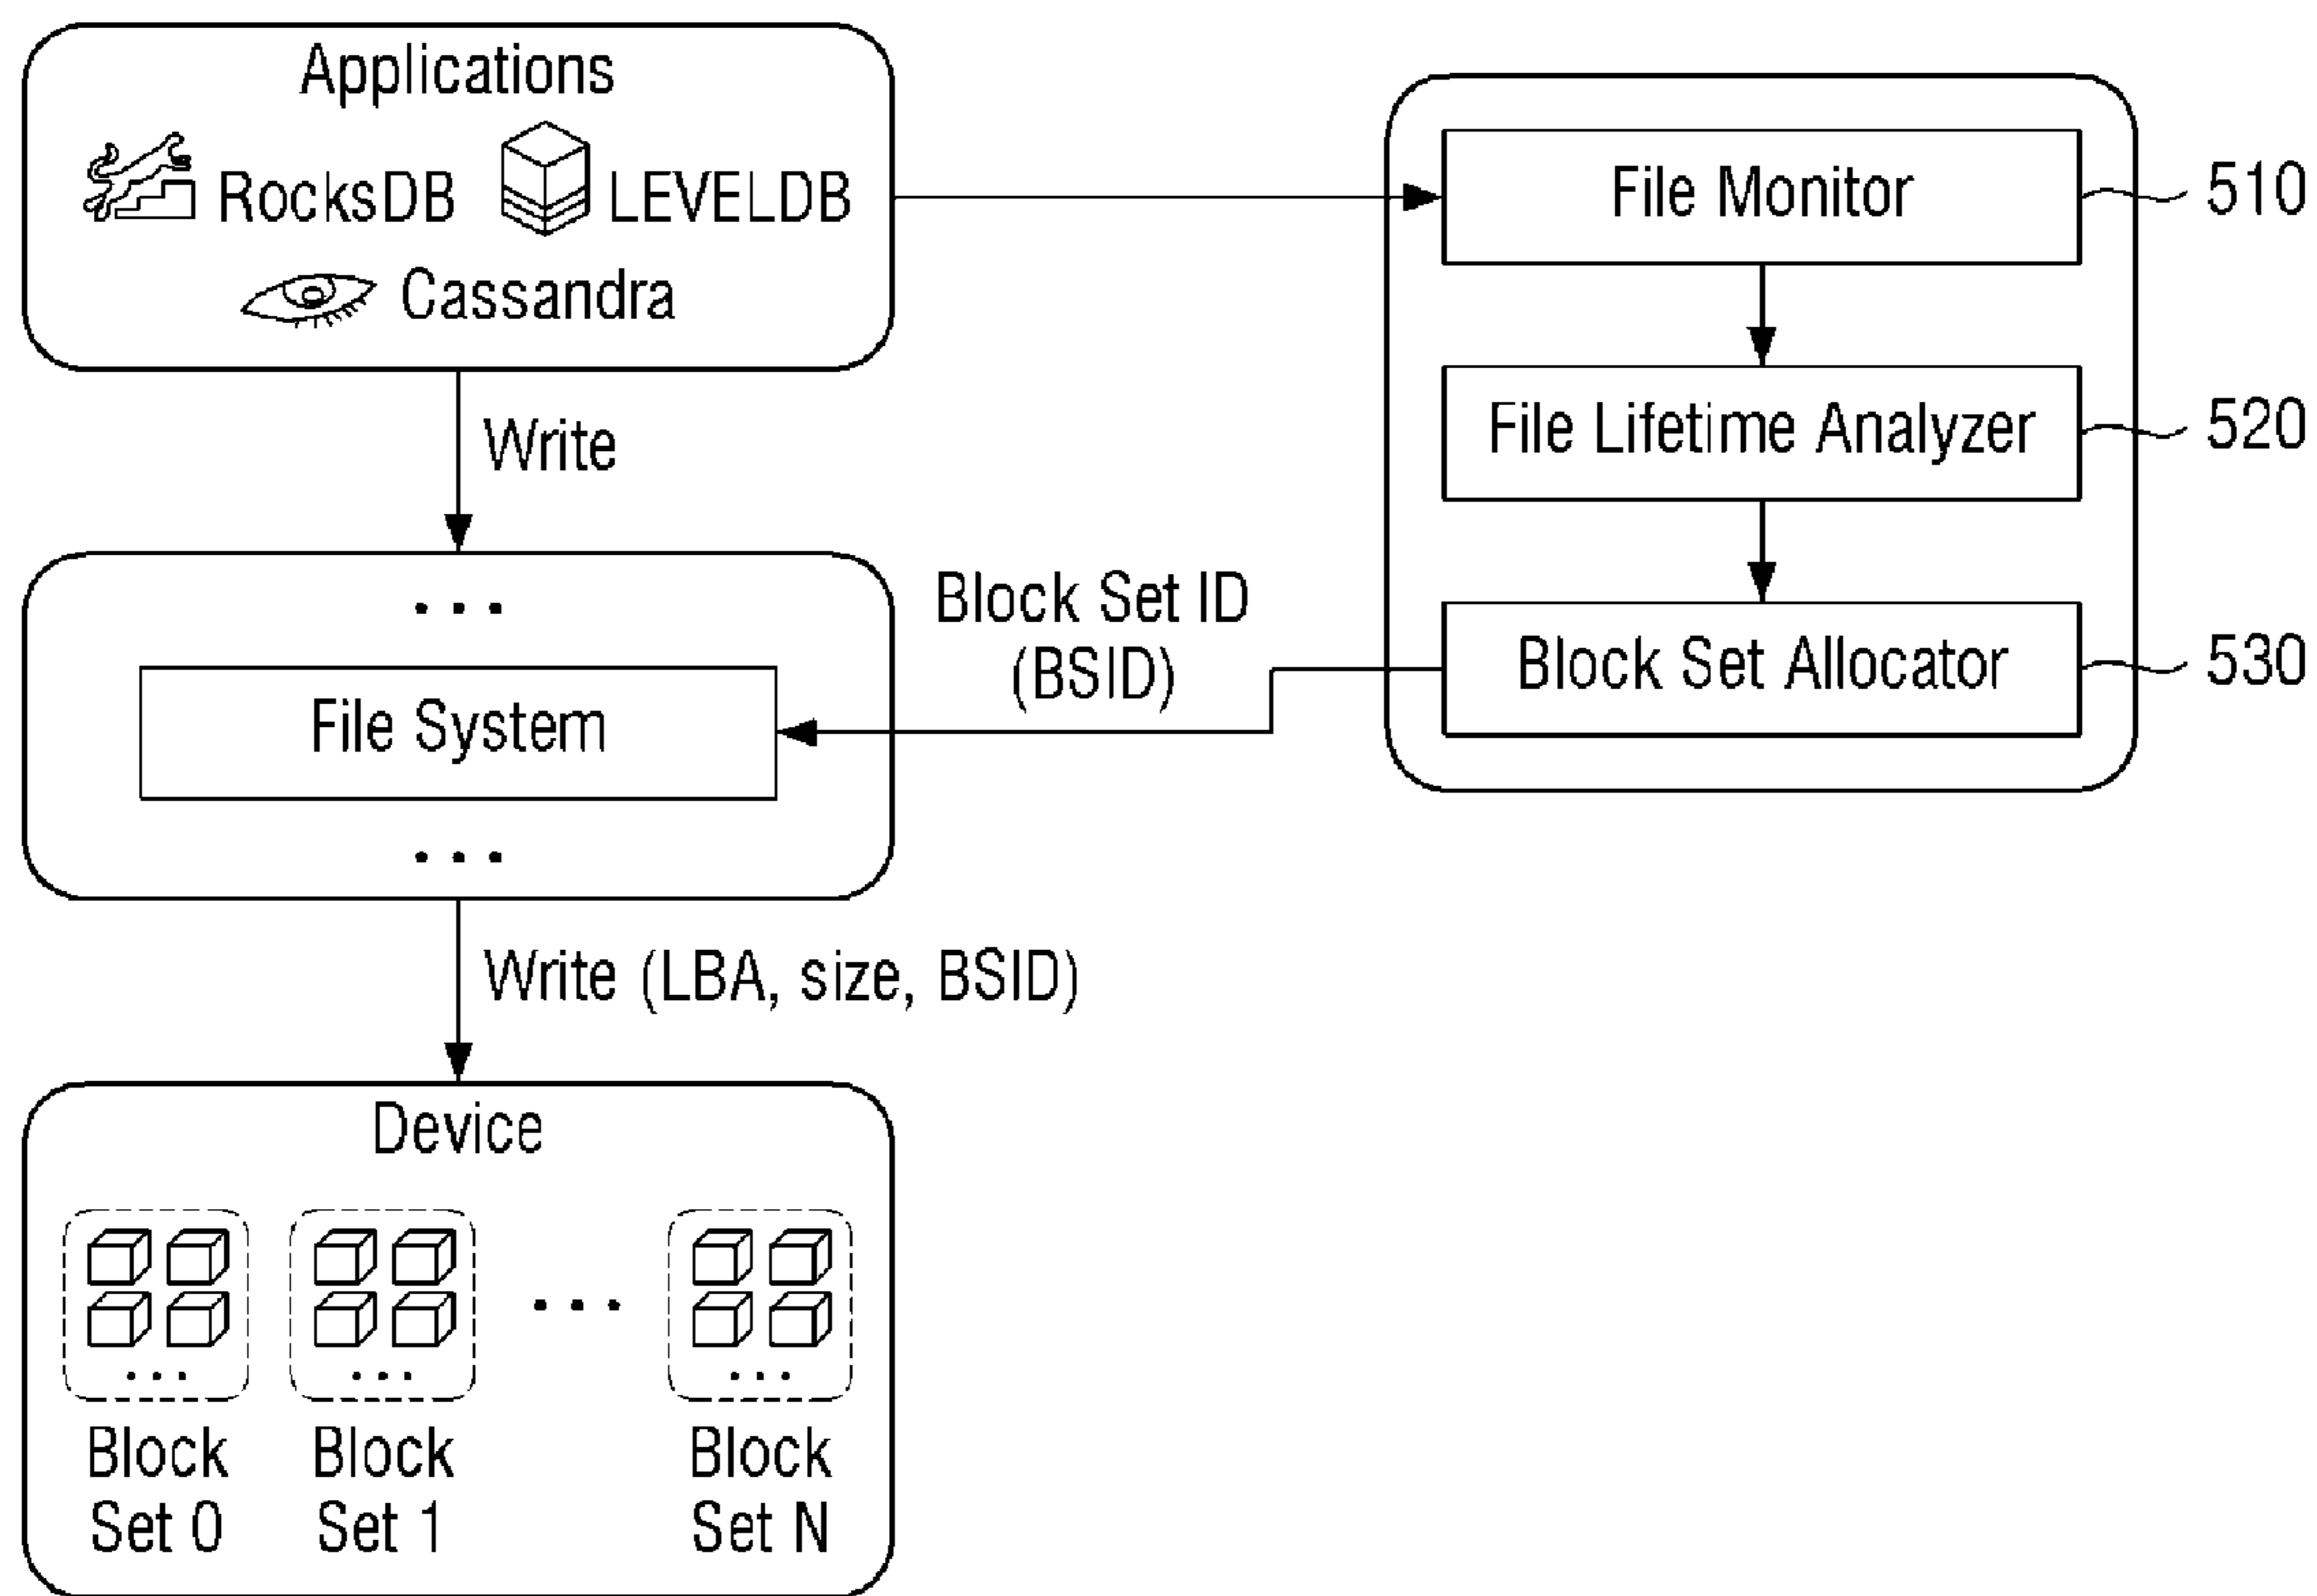 Applications
RocksDB LEVELDB
Cassandra
File Monitor 510
File Lifetime Analyzer 520
Block Set Allocator 530
Write
Block Set ID
(BSID)
...
File System
...
Write (LBA, size, BSID)
Device
... ... ...
...
Block Block Block
Set 0 Set 1 Set N